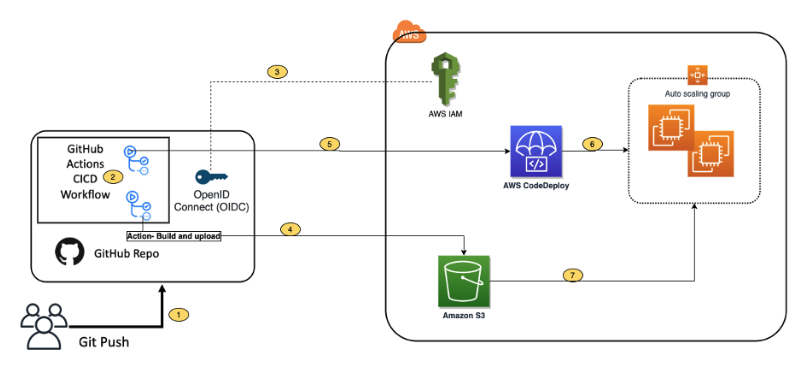 AWS
3
AWS IAM
Auto scaling group
GitHub
Actions
CICD
Workflow
2
5
6
OpenID
Connect (OIDC)
AWS CodeDeploy
Action- Build and upload
4
GitHub Repo
7
Amazon S3
1
Git Push